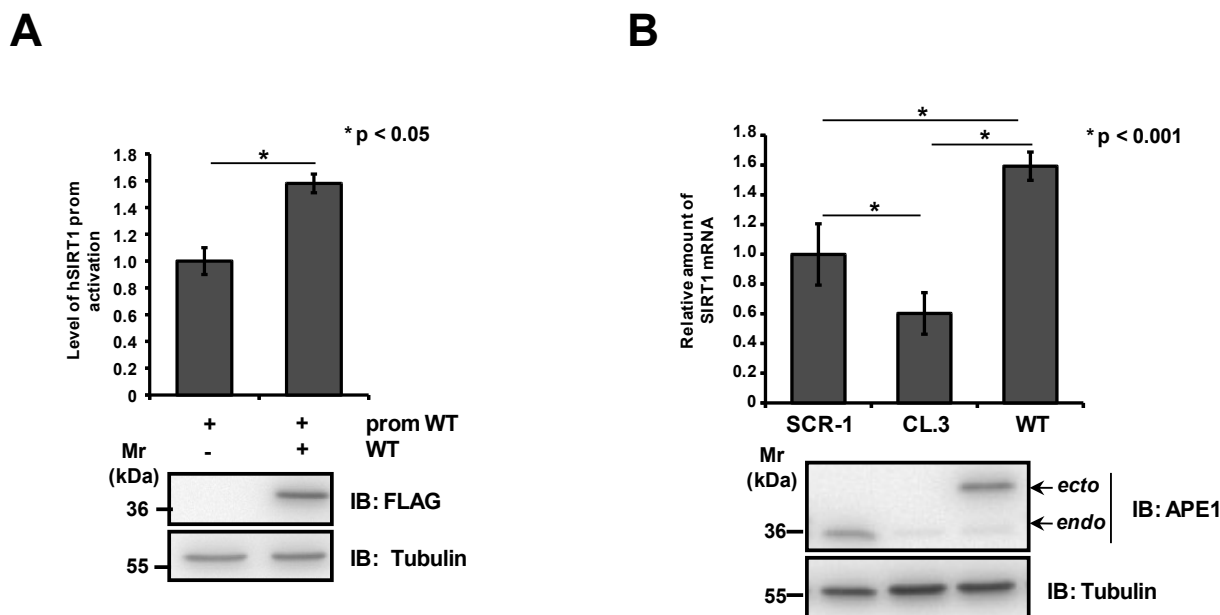 A
* p < 0.05
*
1.8
1.6
1.4
1.2
1.0
0.8
0.6
0.4
0.2
0
Level of hSIRT1 prom
activation
+ + prom WT
- + WT
Mr
(kDa)
36
IB: FLAG
55
IB: Tubulin
B
* p < 0.001
*
*
*
1.8
1.6
1.4
1.2
1.0
0.8
0.6
0.4
0.2
0.0
Relative amount of
SIRT1 mRNA
SCR-1 CL.3 WT
Mr
(kDa)
ecto
endo
36
IB: APE1
55
IB: Tubulin